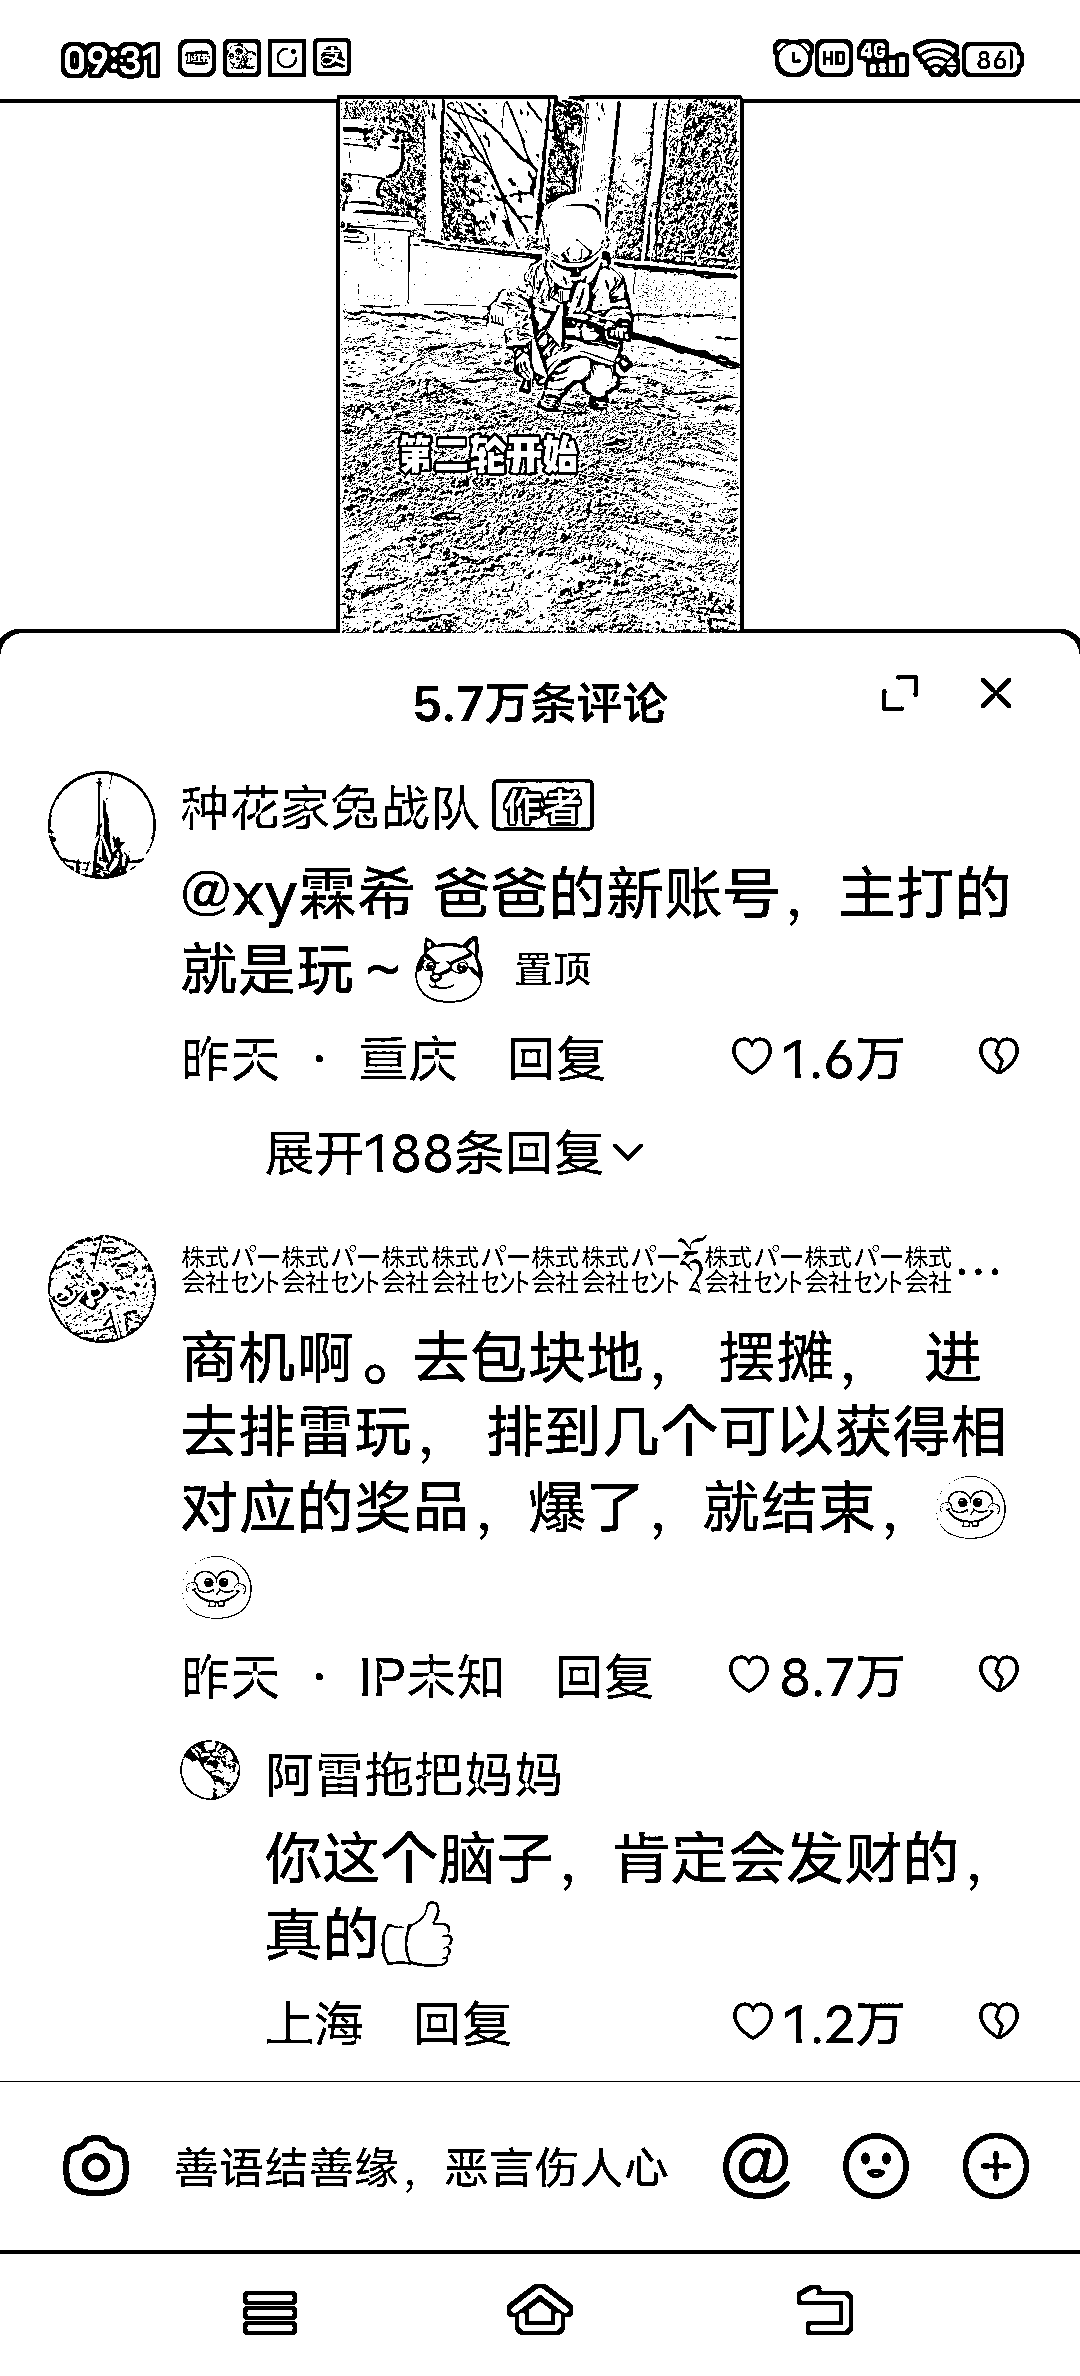 09:31 HD 4G 86
第二轮开始
5.7万条评论
种花家兔战队 作者
@xy霖希 爸爸的新账号，主打的
就是玩~ 置顶
昨天 · 重庆 回复 1.6万
展开188条回复
株式会社パーセント株式会社パーセント株式会社株式会社パーセント株式会社株式会社パーセント株式会社パーセント株式会社パーセント株式会社...
商机啊。去包块地， 摆摊， 进
去排雷玩， 排到几个可以获得相
对应的奖品，爆了，就结束，
昨天 · IP未知 回复 8.7万
阿雷拖把妈妈
你这个脑子，肯定会发财的，
真的
上海 回复 1.2万
善语结善缘，恶言伤人心